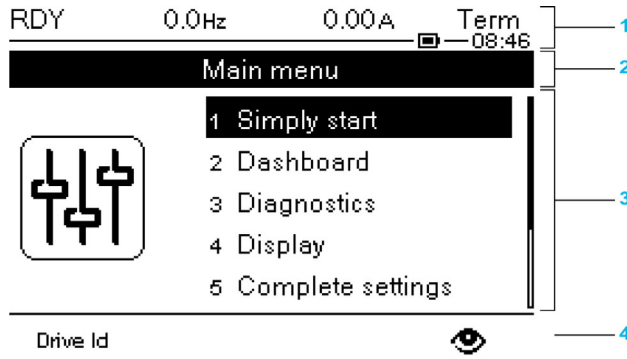 RDY 0.0Hz 0.00A Term 1
08:46
Main menu 2
1 Simply start
2 Dashboard
3 Diagnostics 3
4 Display
5 Complete settings
Drive Id 4